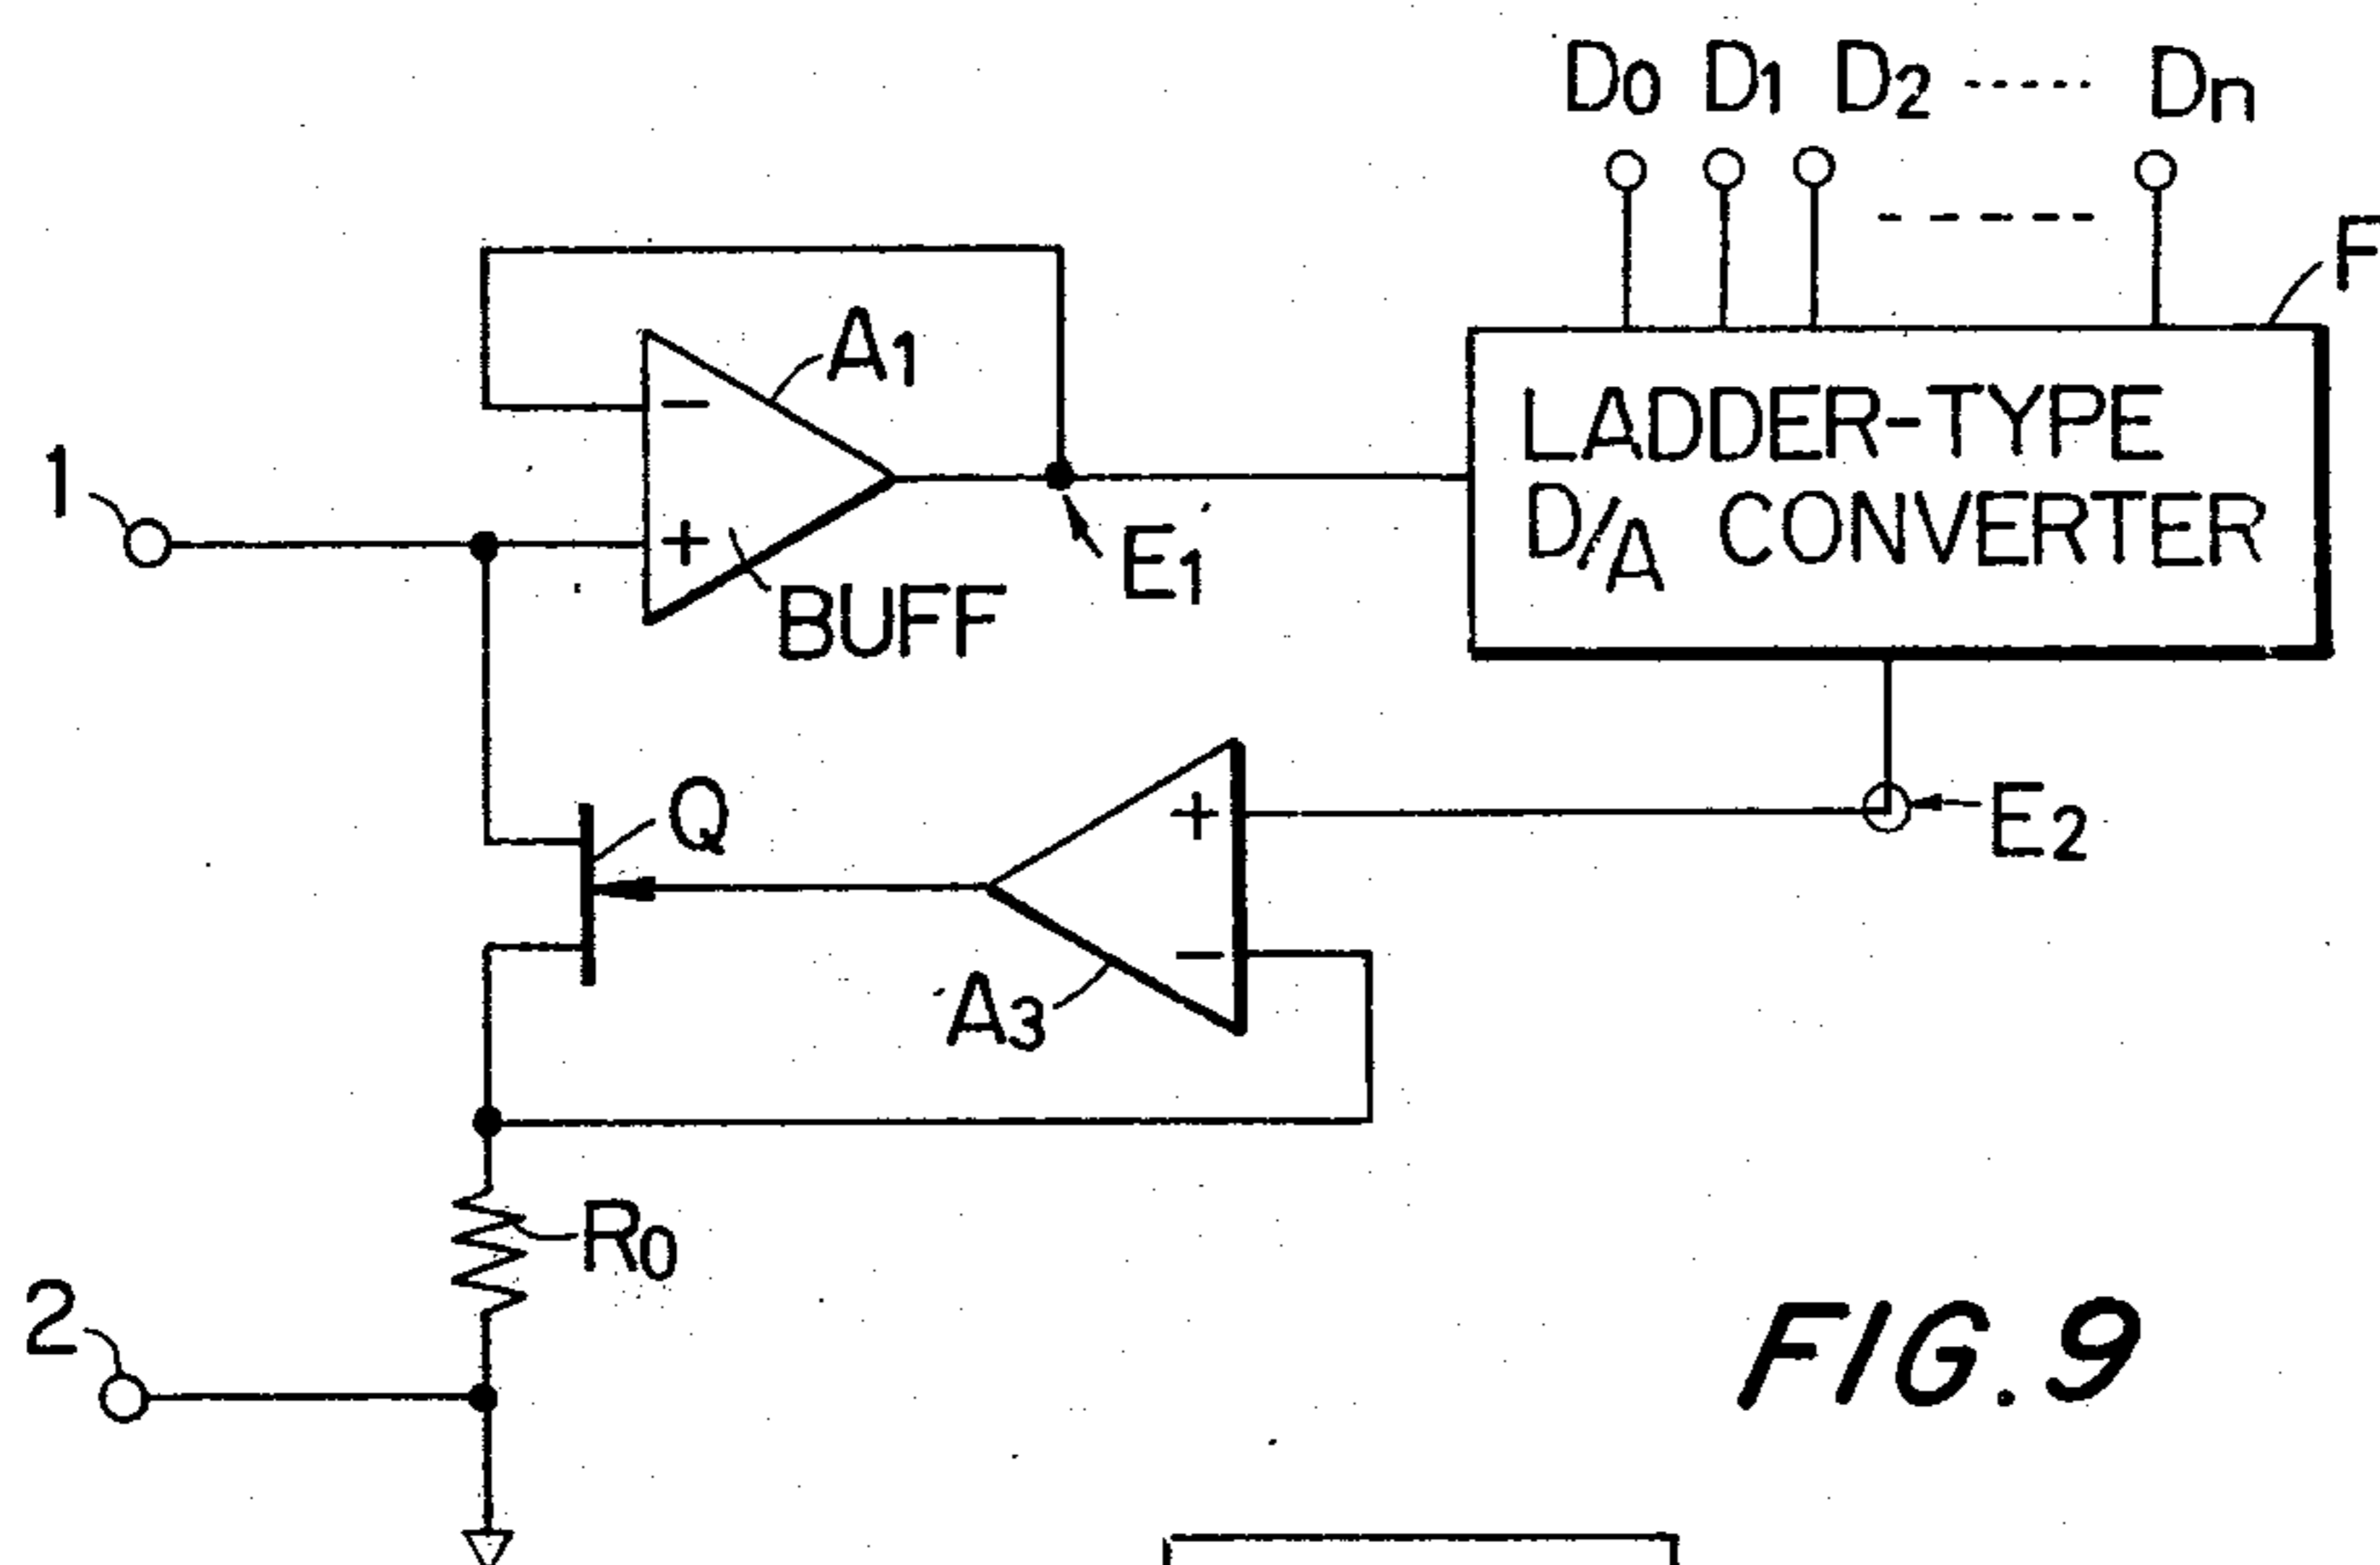 D0 D1 D2 ----- Dn
F
A1
LADDER-TYPE
D/A CONVERTER
1
E1
+
-
BUFF
Q
+
E2
-
A3
R0
2
FIG. 9